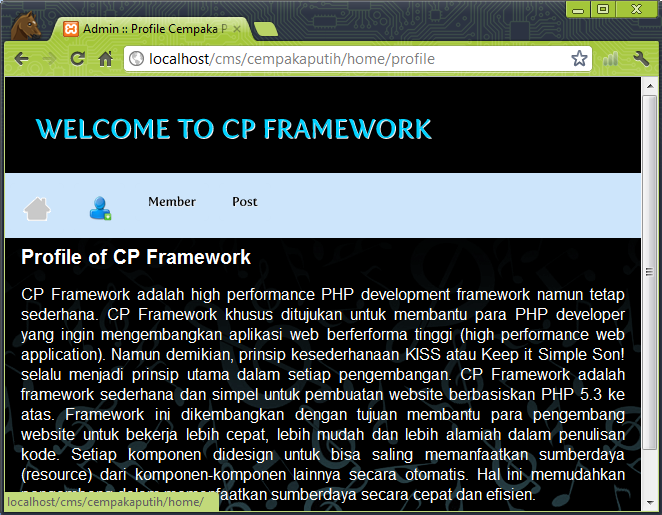 Admin :: Profile Cempaka P
localhost/cms/cempakaputih/home/profile
WELCOME TO CP FRAMEWORK
Member Post
Profile of CP Framework
CP Framework adalah high performance PHP development framework namun tetap
sederhana. CP Framework khusus ditujukan untuk membantu para PHP developer
yang ingin mengembangkan aplikasi web berferforma tinggi (high performance web
application). Namun demikian, prinsip kesederhanaan KISS atau Keep it Simple Son!
selalu menjadi prinsip utama dalam setiap pengembangan CP Framework adalah
framework sederhana dan simpel untuk pembuatan website berbasiskan PHP 5.3 ke
atas. Framework ini dikembangkan dengan tujuan membantu para pengembang
website untuk bekerja lebih cepat, lebih mudah dan lebih alamiah dalam penulisan
kode. Setiap komponen didesign untuk bisa saling memanfaatkan sumberdaya
(resource) dari komponen-komponen lainnya secara otomatis. Hal ini memudahkan
faatkan sumberdaya secara cepat dan efisien.
localhost/cms/cempakaputih/home/